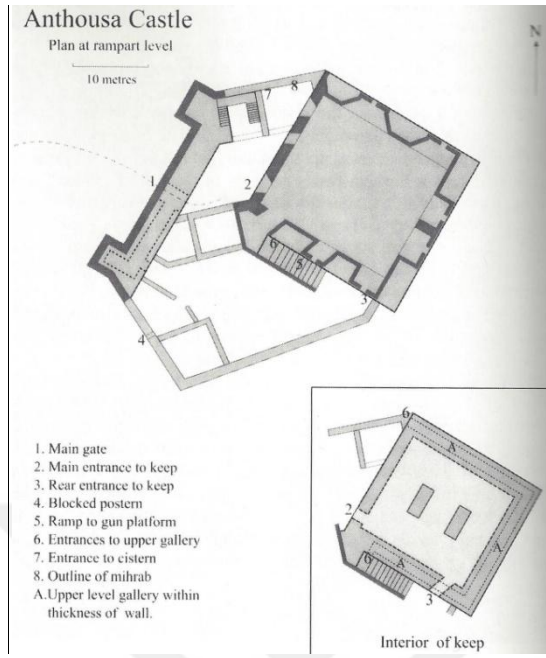 Anthousa Castle
Plan at rampart level
10 metres
N
7
8
1
2
6
5
3
4
1. Main gate
2. Main entrance to keep
3. Rear entrance to keep
4. Blocked postern
5. Ramp to gun platform
6. Entrances to upper gallery
7. Entrance to cistern
8. Outline of mihrab
A.Upper level gallery within
thickness of wall.
6
A
2
A
A
6
3
Interior of keep